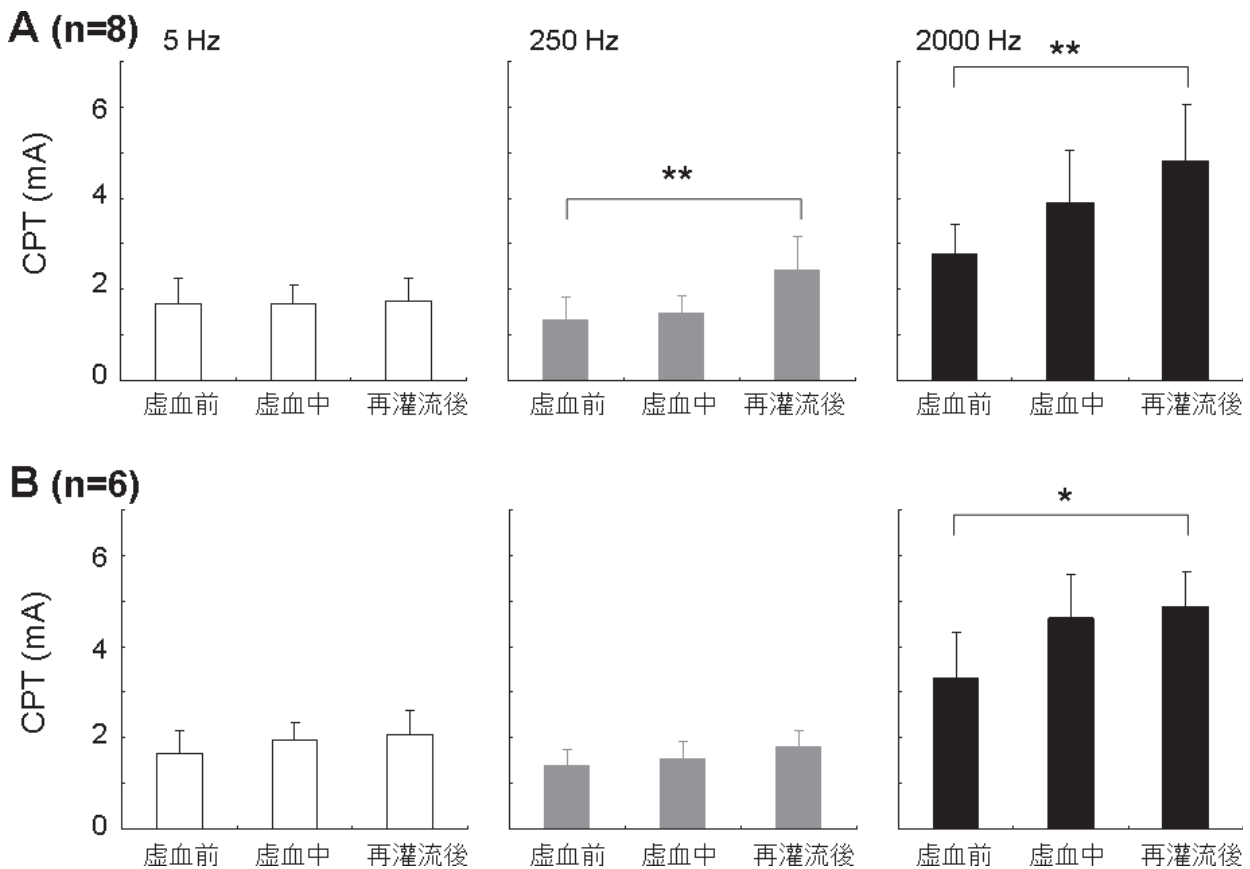 A (n=8)
5 Hz
250 Hz
2000 Hz
**
**
CPT (mA)
6
4
2
0
虚血前
虚血中
再灌流後
虚血前
虚血中
再灌流後
虚血前
虚血中
再灌流後
B (n=6)
*
CPT (mA)
6
4
2
0
虚血前
虚血中
再灌流後
虚血前
虚血中
再灌流後
虚血前
虚血中
再灌流後